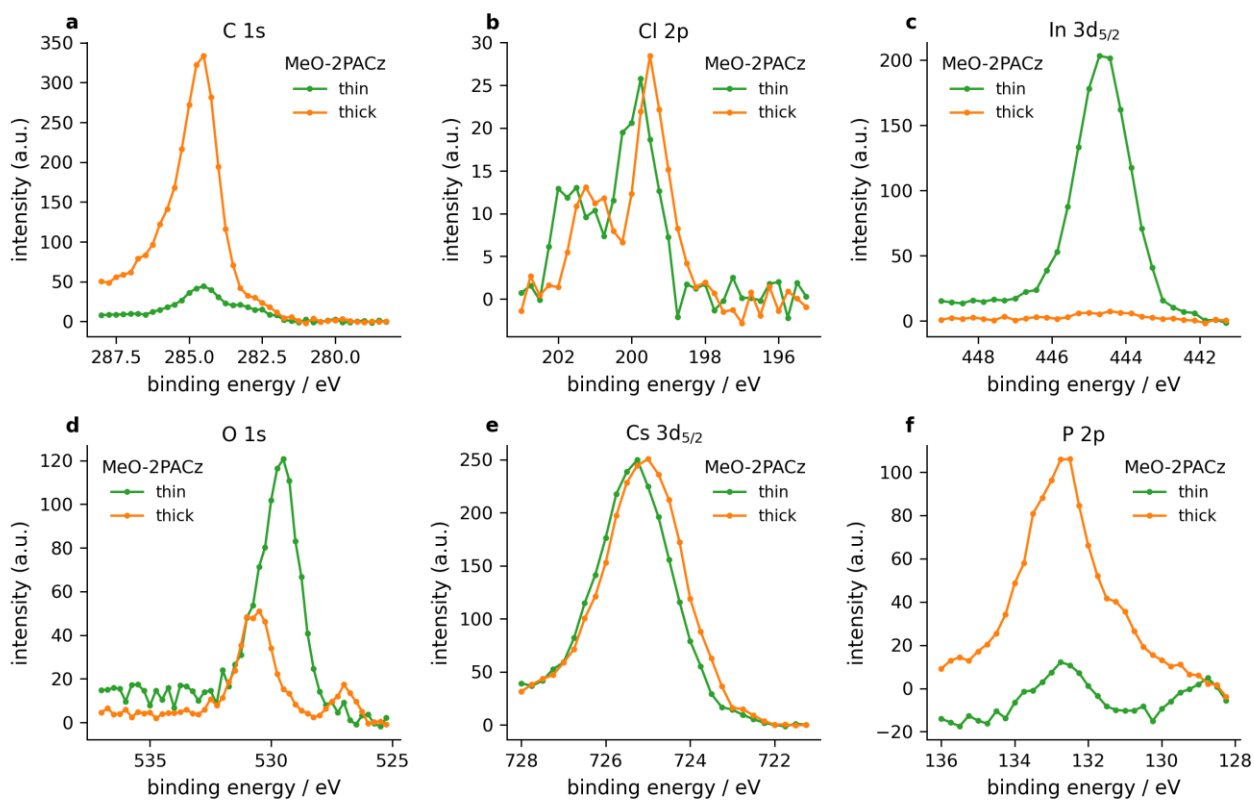 a
C 1s
350
300
250
200
150
100
50
0
intensity (a.u.)
MeO-2PACz
thin
thick
287.5 285.0 282.5 280.0
binding energy / eV
b
Cl 2p
30
25
20
15
10
5
0
intensity (a.u.)
MeO-2PACz
thin
thick
202 200 198 196
binding energy / eV
c
In 3d5/2
200
150
100
50
0
intensity (a.u.)
MeO-2PACz
thin
thick
448 446 444 442
binding energy / eV
d
O 1s
120
100
80
60
40
20
0
intensity (a.u.)
MeO-2PACz
thin
thick
535 530 525
binding energy / eV
e
Cs 3d5/2
250
200
150
100
50
0
intensity (a.u.)
MeO-2PACz
thin
thick
728 726 724 722
binding energy / eV
f
P 2p
100
80
60
40
20
0
−20
intensity (a.u.)
MeO-2PACz
thin
thick
136 134 132 130 128
binding energy / eV